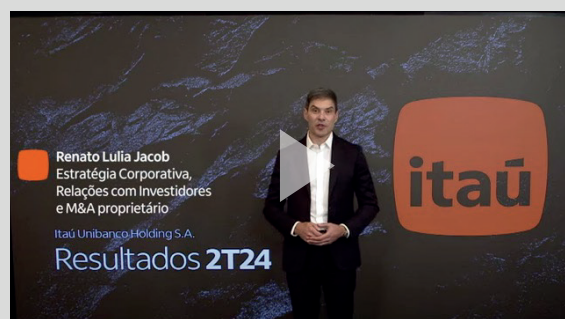 Renato Lulia Jacob
Estratégia Corporativa,
Relações com Investidores
e M&A proprietário
Itaú Unibanco Holding S.A.
Resultados 2T24
itaú